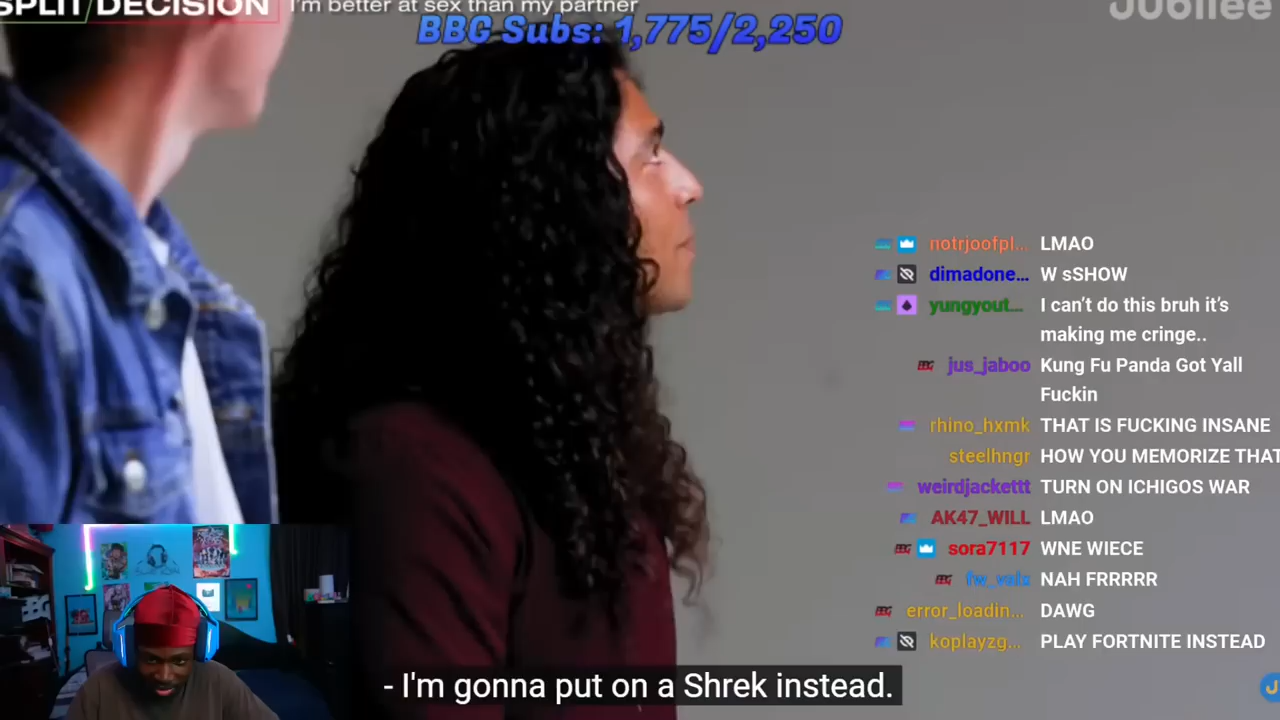 SPLIT/DECISION I'm better at sex than my partner
Jubilee
BBG Subs: 1,775/2,250
notrjoofpl... LMAO
dimadone... W sSHOW
yungyout... I can't do this bruh it's
making me cringe..
jus_jaboo Kung Fu Panda Got Yall
Fuckin
rhino_hxmk THAT IS FUCKING INSANE
steelhngr HOW YOU MEMORIZE THAT
weirdjackettt TURN ON ICHIGOS WAR
AK47_WILL LMAO
sora7117 WNE WIECE
fw_valx NAH FRRRRR
error_loadin... DAWG
koplayzg... PLAY FORTNITE INSTEAD
- I'm gonna put on a Shrek instead.